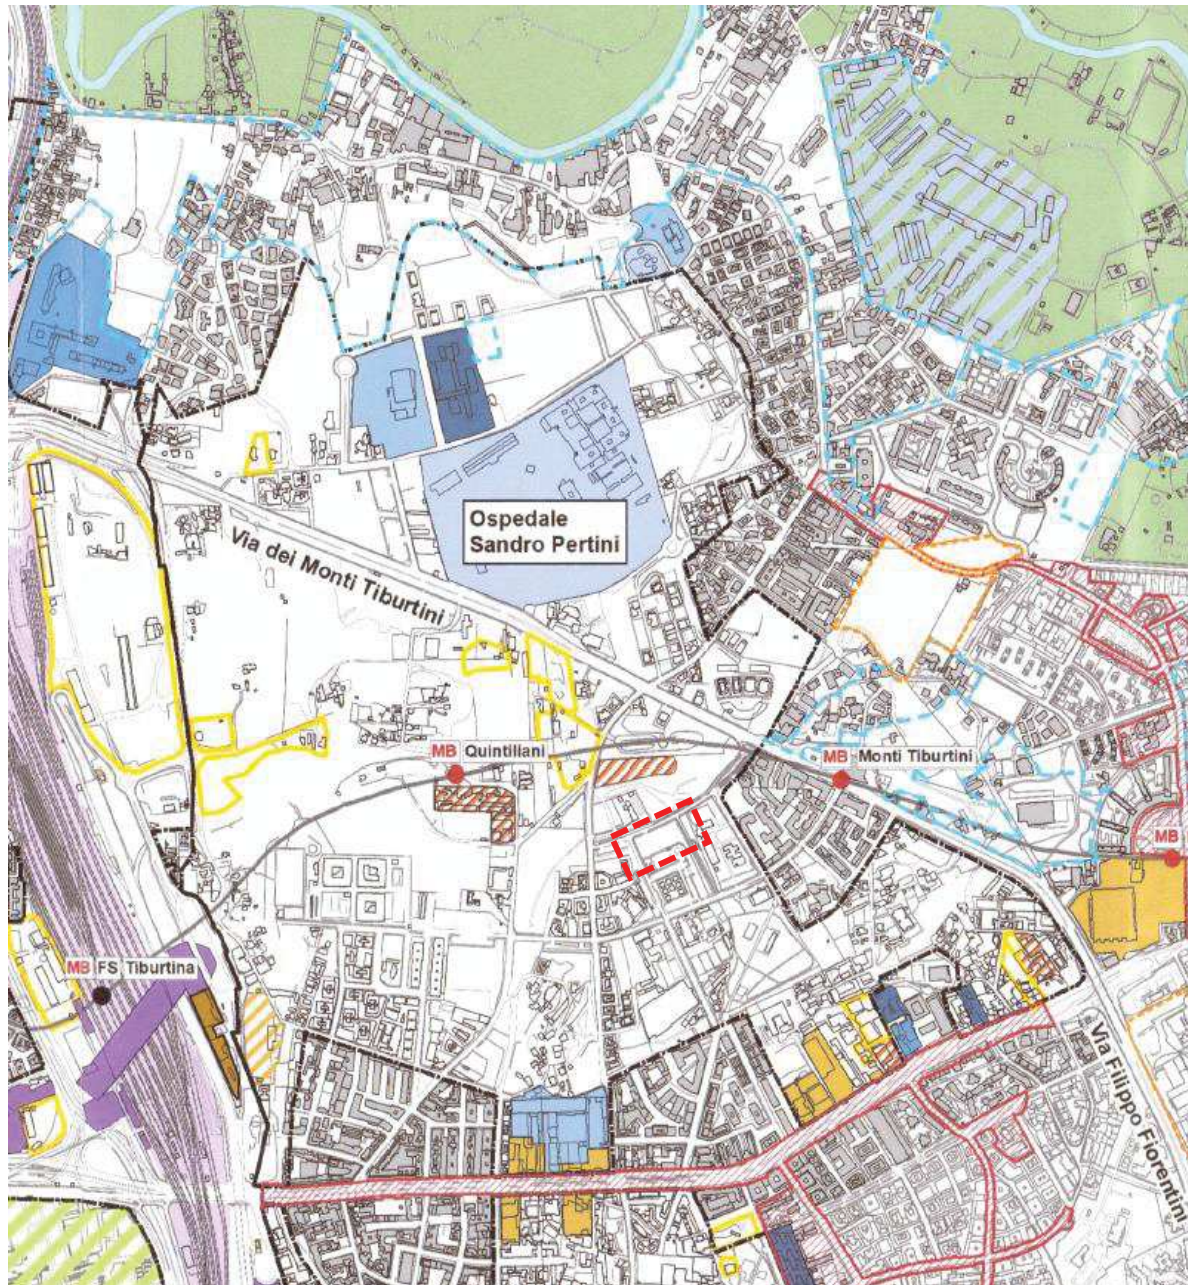 Ospedale
Sandro Pertini
Via dei Monti Tiburtini
MB Quintiliani
MB Monti Tiburtini
MB
MB FS Tiburtina
Via Filippo Fiorentini